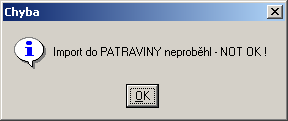 Chyba
Import do PATRAVINY neproběhl - NOT OK !
OK